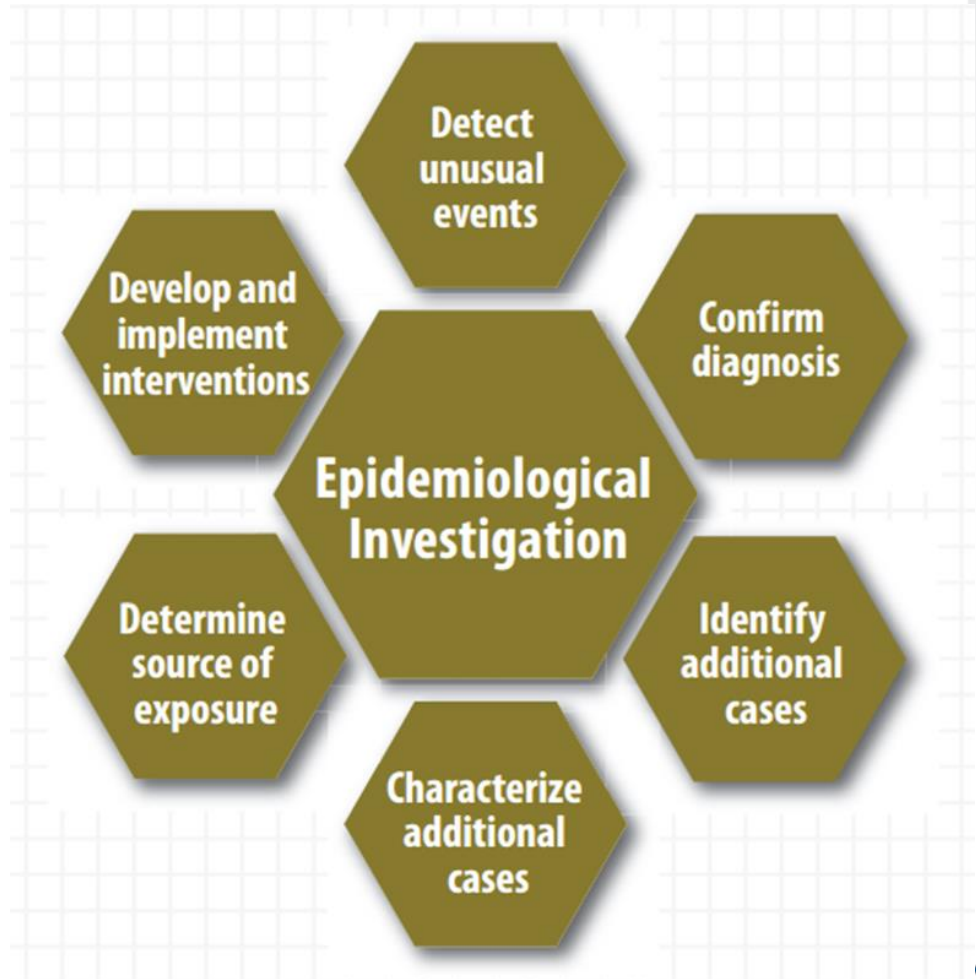 Detect
unusual
events
Confirm
diagnosis
Identify
additional
cases
Characterize
additional
cases
Determine
source of
exposure
Develop and
implement
interventions
Epidemiological
Investigation